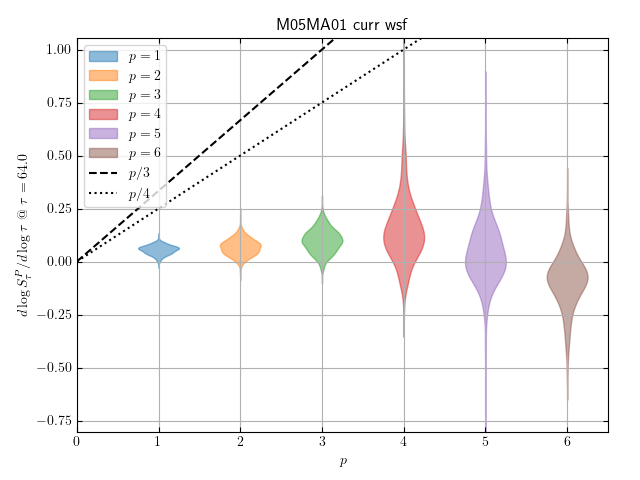 M05MA01 curr wsf
1.00
0.75
0.50
0.25
0.00
−0.25
−0.50
−0.75
d log S_τ^P / d log τ @ τ = 64.0
p = 1
p = 2
p = 3
p = 4
p = 5
p = 6
p/3
p/4
0 1 2 3 4 5 6
p